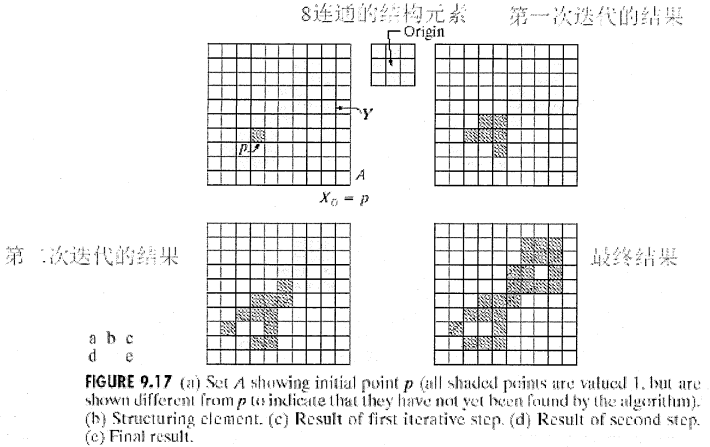 8连通的结构元素
第一次迭代的结果
Origin
Y
p
A
X₀ = p
第二次迭代的结果
最终结果
a b c
d e
FIGURE 9.17 (a) Set A showing initial point p (all shaded points are valued 1, but are
shown different from p to indicate that they have not yet been found by the algorithm).
(b) Structuring element. (c) Result of first iterative step. (d) Result of second step.
(e) Final result.